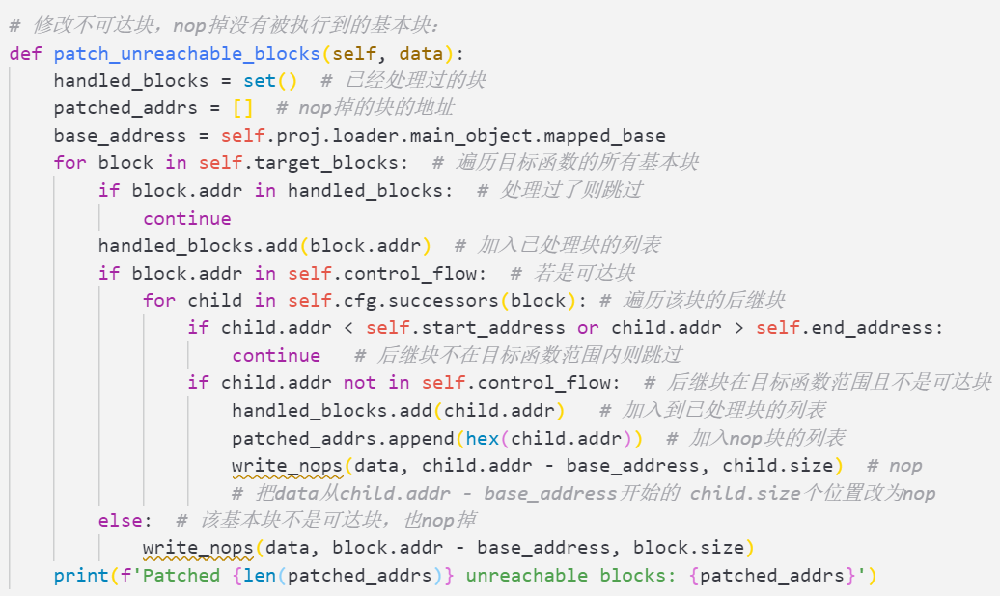 # 修改不可达块，nop掉没有被执行到的基本块：
def patch_unreachable_blocks(self, data):
    handled_blocks = set()  # 已经处理过的块
    patched_addrs = []  # nop掉的块的地址
    base_address = self.proj.loader.main_object.mapped_base
    for block in self.target_blocks:  # 遍历目标函数的所有基本块
        if block.addr in handled_blocks:  # 处理过了则跳过
            continue
        handled_blocks.add(block.addr)  # 加入已处理块的列表
        if block.addr in self.control_flow:  # 若是可达块
            for child in self.cfg.successors(block): # 遍历该块的后继块
                if child.addr < self.start_address or child.addr > self.end_address:
                    continue   # 后继块不在目标函数范围内则跳过
                if child.addr not in self.control_flow:  # 后继块在目标函数范围且不是可达块
                    handled_blocks.add(child.addr)   # 加入到已处理块的列表
                    patched_addrs.append(hex(child.addr))  # 加入nop块的列表
                    write_nops(data, child.addr - base_address, child.size)  # nop
                    # 把data从child.addr - base_address开始的 child.size个位置改为nop
        else:  # 该基本块不是可达块，也nop掉
            write_nops(data, block.addr - base_address, block.size)
    print(f'Patched {len(patched_addrs)} unreachable blocks: {patched_addrs}')